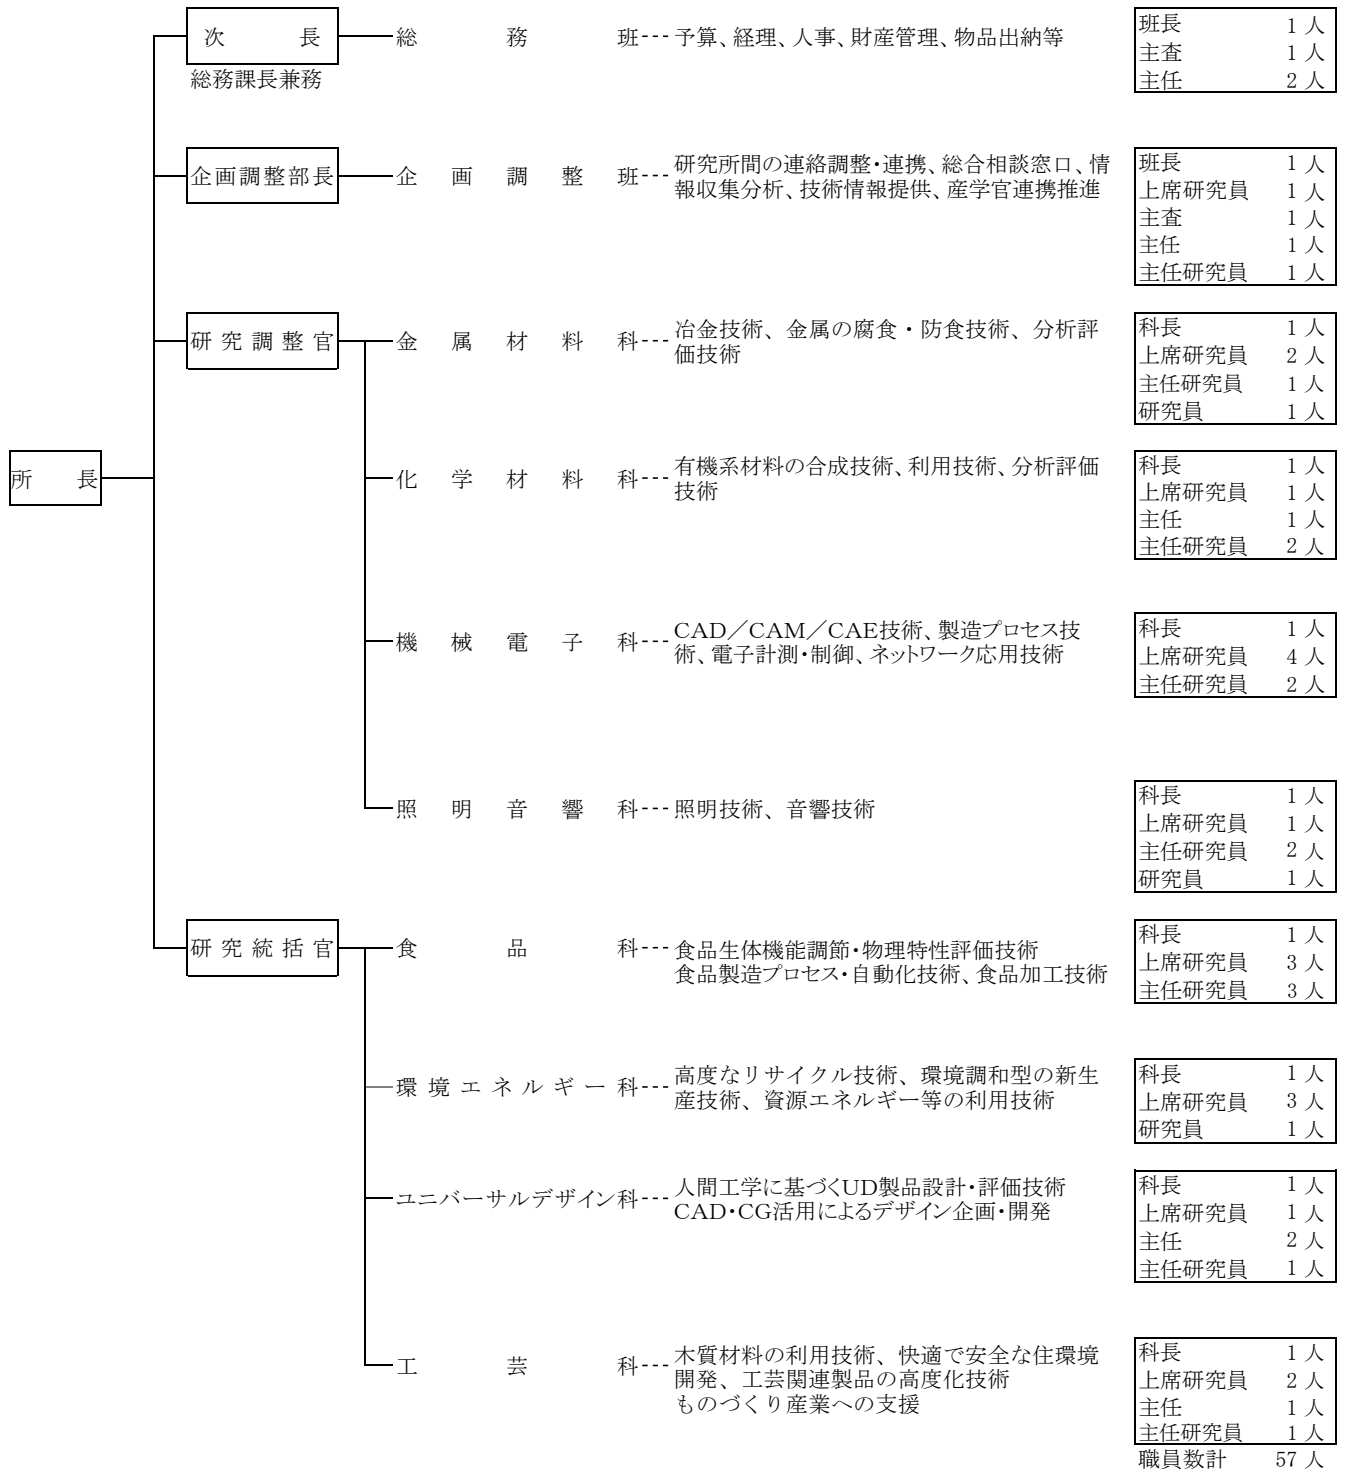 次長
総務班
予算、経理、人事、財産管理、物品出納等
班長 1人
主査 1人
主任 2人
総務課長兼務
企画調整部長
企画調整班
研究所間の連絡調整・連携、総合相談窓口、情
報収集分析、技術情報提供、産学官連携推進
班長 1人
上席研究員 1人
主査 1人
主任 1人
主任研究員 1人
研究調整官
金属材料科
冶金技術、金属の腐食・防食技術、分析評
価技術
科長 1人
上席研究員 2人
主任研究員 1人
研究員 1人
所長
化学材料科
有機系材料の合成技術、利用技術、分析評価
技術
科長 1人
上席研究員 1人
主任 1人
主任研究員 2人
機械電子科
CAD/CAM/CAE技術、製造プロセス技
術、電子計測・制御、ネットワーク応用技術
科長 1人
上席研究員 4人
主任研究員 2人
照明音響科
照明技術、音響技術
科長 1人
上席研究員 1人
主任研究員 2人
研究員 1人
研究統括官
食品科
食品生体機能調節・物理特性評価技術
食品製造プロセス・自動化技術、食品加工技術
科長 1人
上席研究員 3人
主任研究員 3人
環境エネルギー科
高度なリサイクル技術、環境調和型の新生
産技術、資源エネルギー等の利用技術
科長 1人
上席研究員 3人
研究員 1人
ユニバーサルデザイン科
人間工学に基づくUD製品設計・評価技術
CAD・CG活用によるデザイン企画・開発
科長 1人
上席研究員 1人
主任 2人
主任研究員 1人
工芸科
木質材料の利用技術、快適で安全な住環境
開発、工芸関連製品の高度化技術
ものづくり産業への支援
科長 1人
上席研究員 2人
主任 1人
主任研究員 1人
職員数計 57人